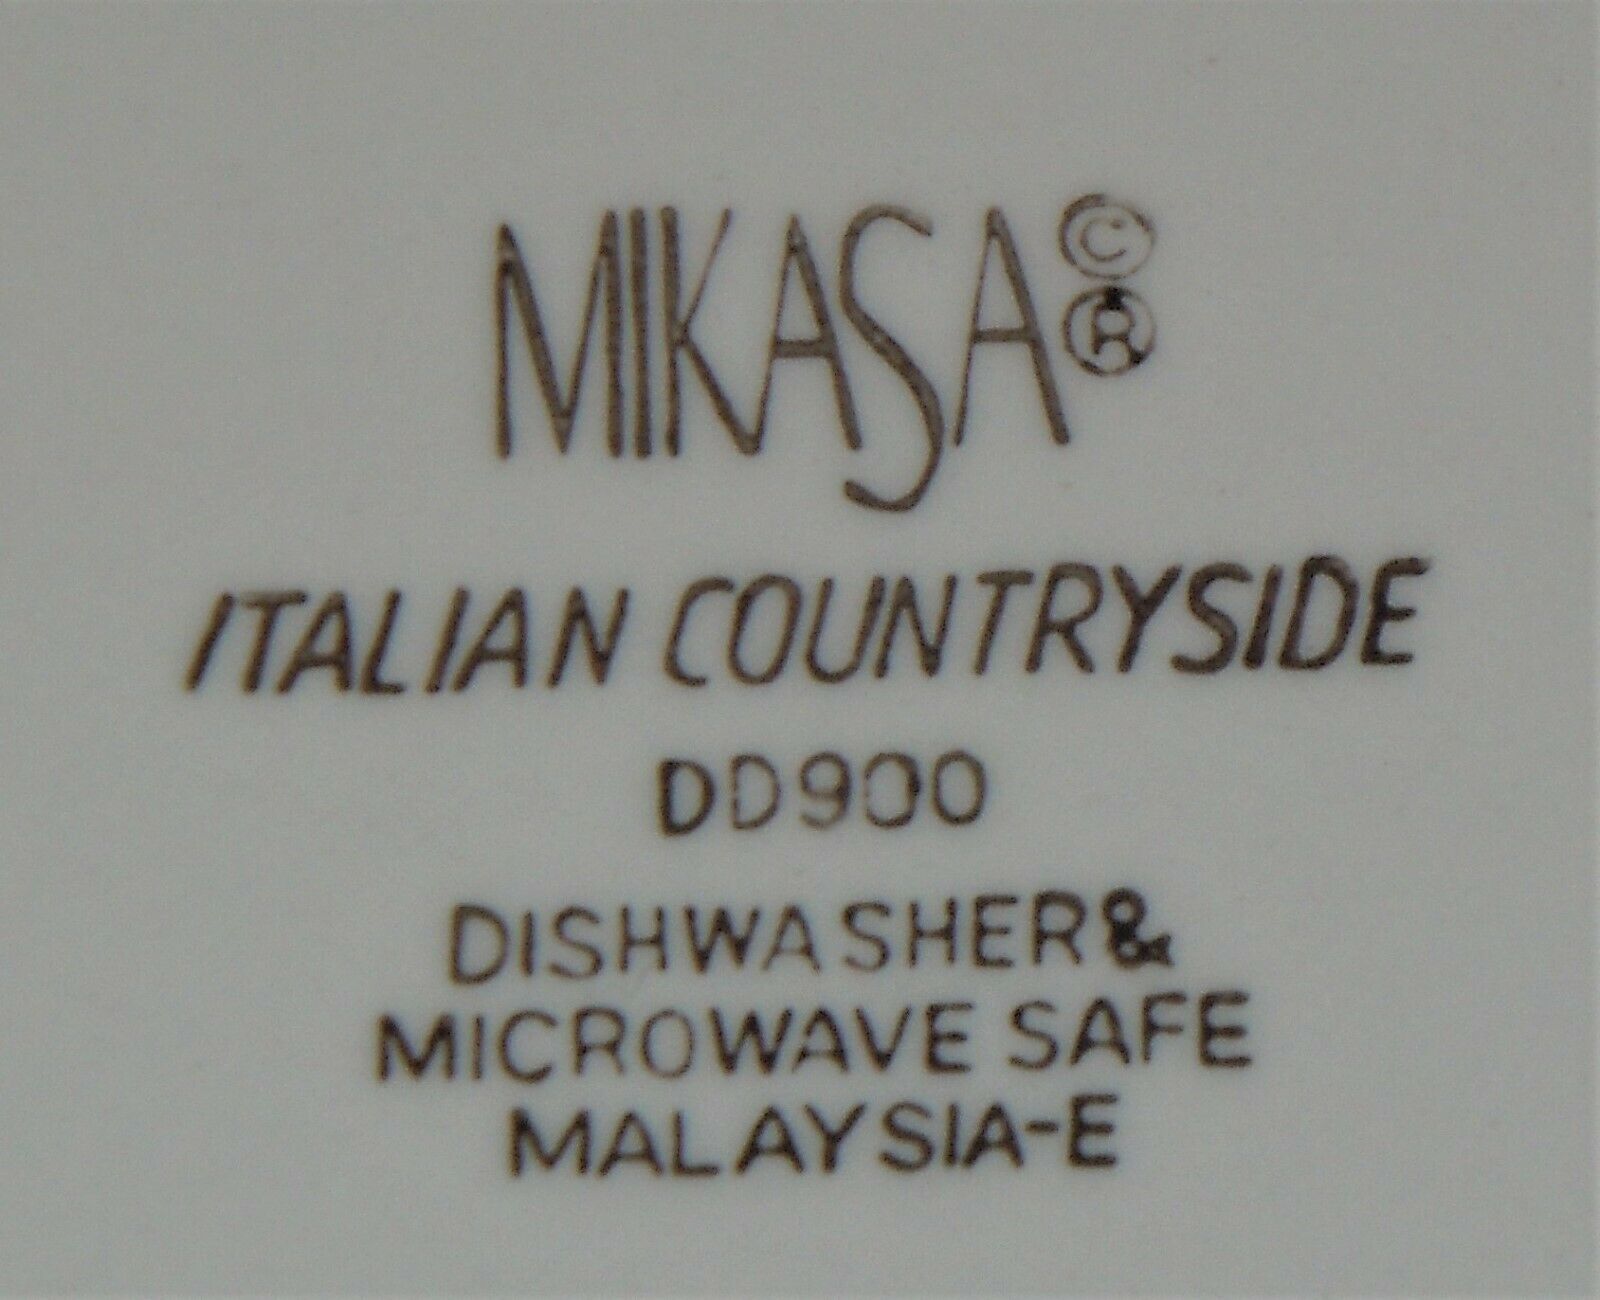 MIKASA©®
ITALIAN COUNTRYSIDE
DD900
DISHWASHER &
MICROWAVE SAFE
MALAYSIA-E